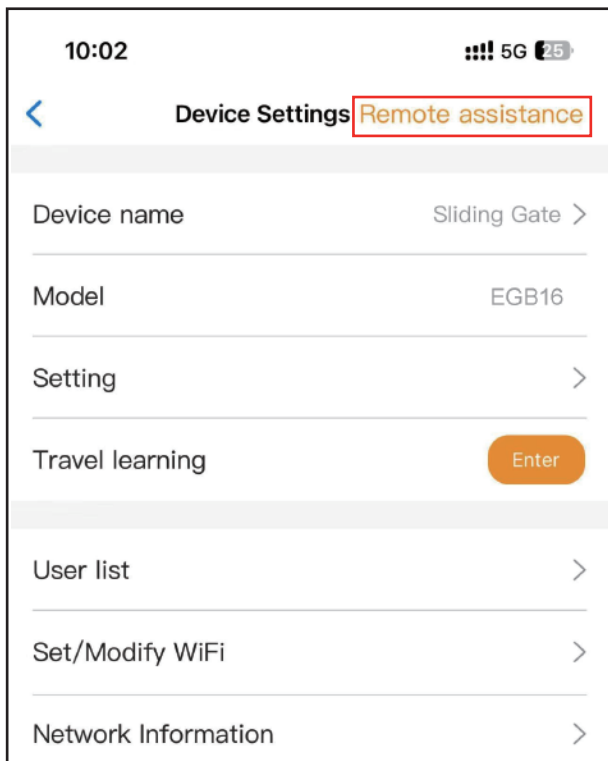 10:02 5G 25
Device Settings Remote assistance
Device name Sliding Gate
Model EGB16
Setting
Travel learning Enter
User list
Set/Modify WiFi
Network Information